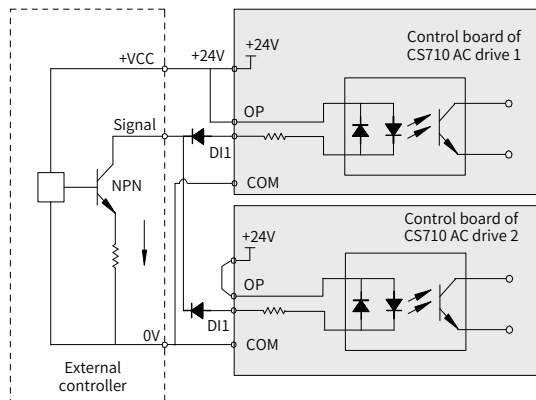 Control board of
CS710 AC drive 1
+VCC
+24V
+24V
OP
Signal
DI1
NPN
COM
Control board of
CS710 AC drive 2
+24V
OP
DI1
0V
COM
External
controller